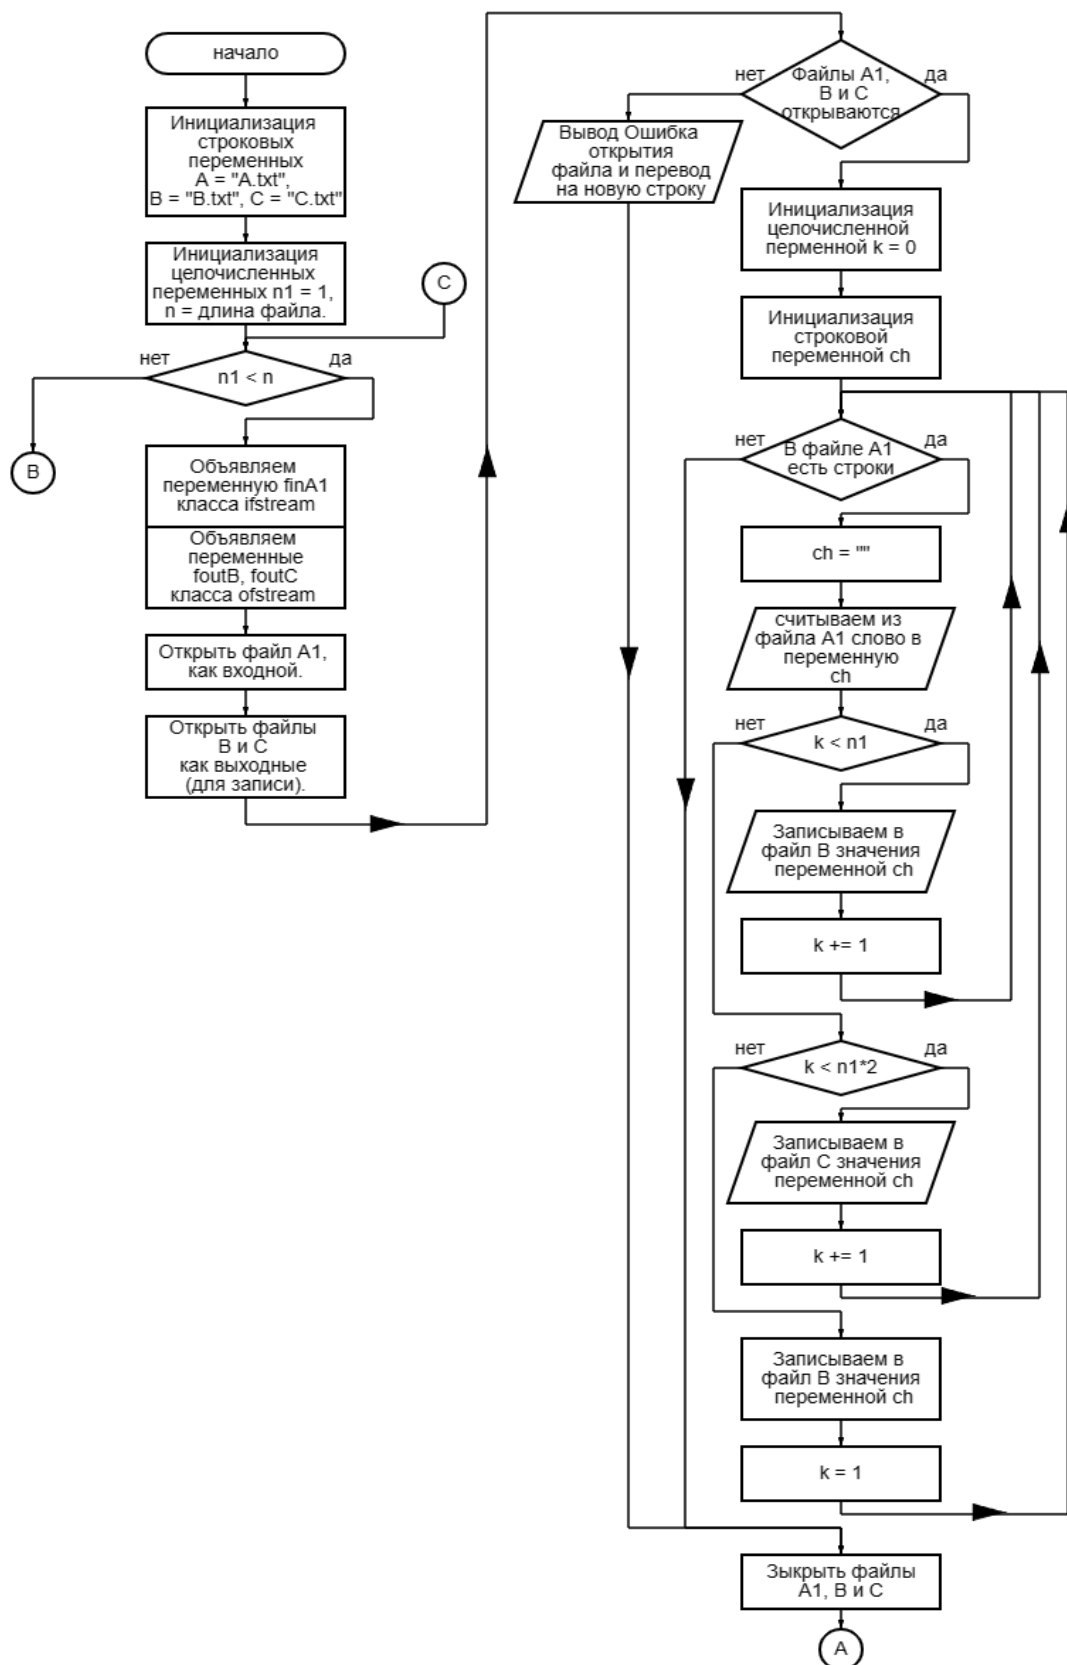 начало
Инициализация
строковых
переменных
A = "A.txt",
B = "B.txt", C = "C.txt"
Инициализация
целочисленных
переменных n1 = 1,
n = длина файла.
C
нет
да
n1 < n
B
Объявляем
переменную finA1
класса ifstream
Объявляем
переменные
foutB, foutC
класса ofstream
Открыть файл А1,
как входной.
Открыть файлы
В и С
как выходные
(для записи).
нет
Файлы А1,
В и С
открываются
да
Вывод Ошибка
открытия
файла и перевод
на новую строку
Инициализация
целочисленной
перменной k = 0
Инициализация
строковой
переменной ch
нет
В файле А1
есть строки
да
ch = ""
считываем из
файла А1 слово в
переменную
ch
нет
да
k < n1
Записываем в
файл В значения
переменной ch
k += 1
нет
да
k < n1*2
Записываем в
файл С значения
переменной ch
k += 1
Записываем в
файл В значения
переменной ch
k = 1
Зыкрыть файлы
А1, В и С
A